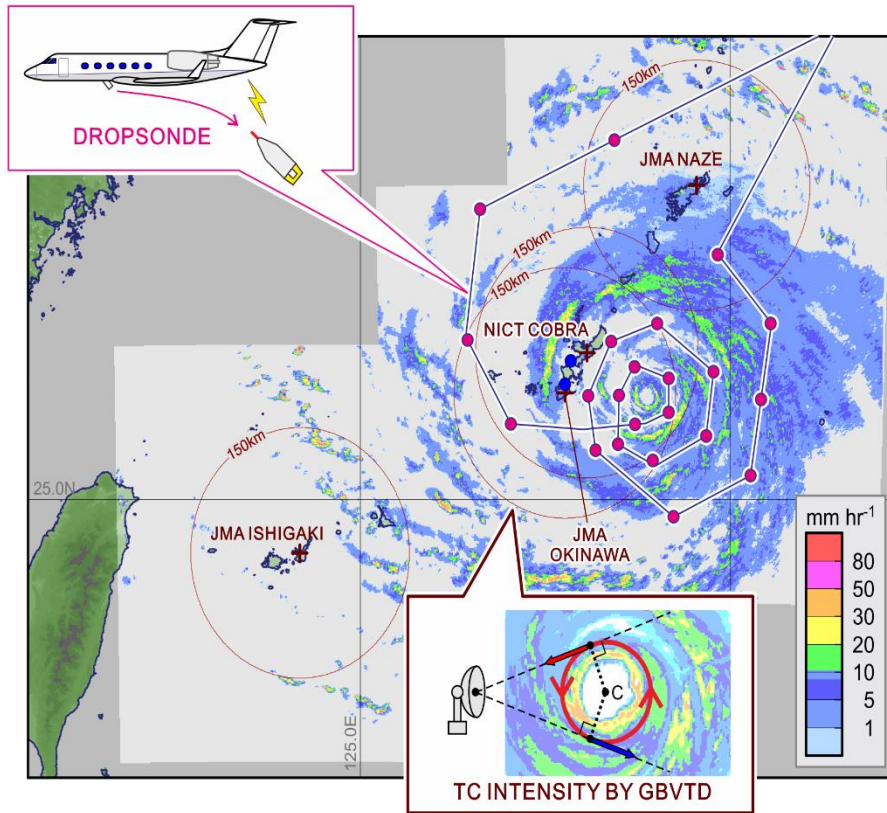 DROPSONDE
150km
JMA NAZE
150km
150km
NICT COBRA
150km
25.0N
JMA ISHIGAKI
JMA
OKINAWA
125.0E
mm hr⁻¹
80
50
30
20
10
5
1
C
TC INTENSITY BY GBVTD